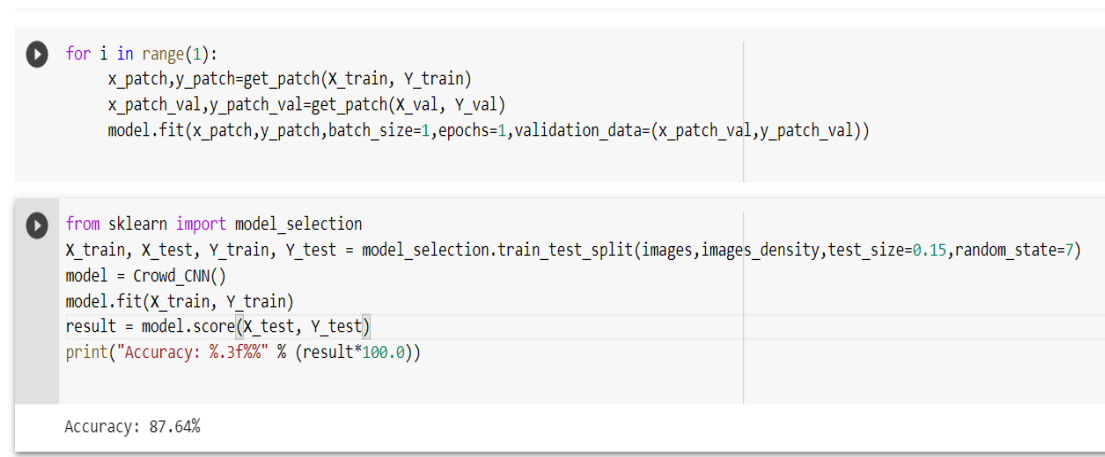 for i in range(1):
x_patch,y_patch=get_patch(X_train, Y_train)
x_patch_val,y_patch_val=get_patch(X_val, Y_val)
model.fit(x_patch,y_patch,batch_size=1,epochs=1,validation_data=(x_patch_val,y_patch_val))
from sklearn import model_selection
X_train, X_test, Y_train, Y_test = model_selection.train_test_split(images,images_density,test_size=0.15,random_state=7)
model = Crowd_CNN()
model.fit(X_train, Y_train)
result = model.score(X_test, Y_test)
print("Accuracy: %.3f%%" % (result*100.0))
Accuracy: 87.64%